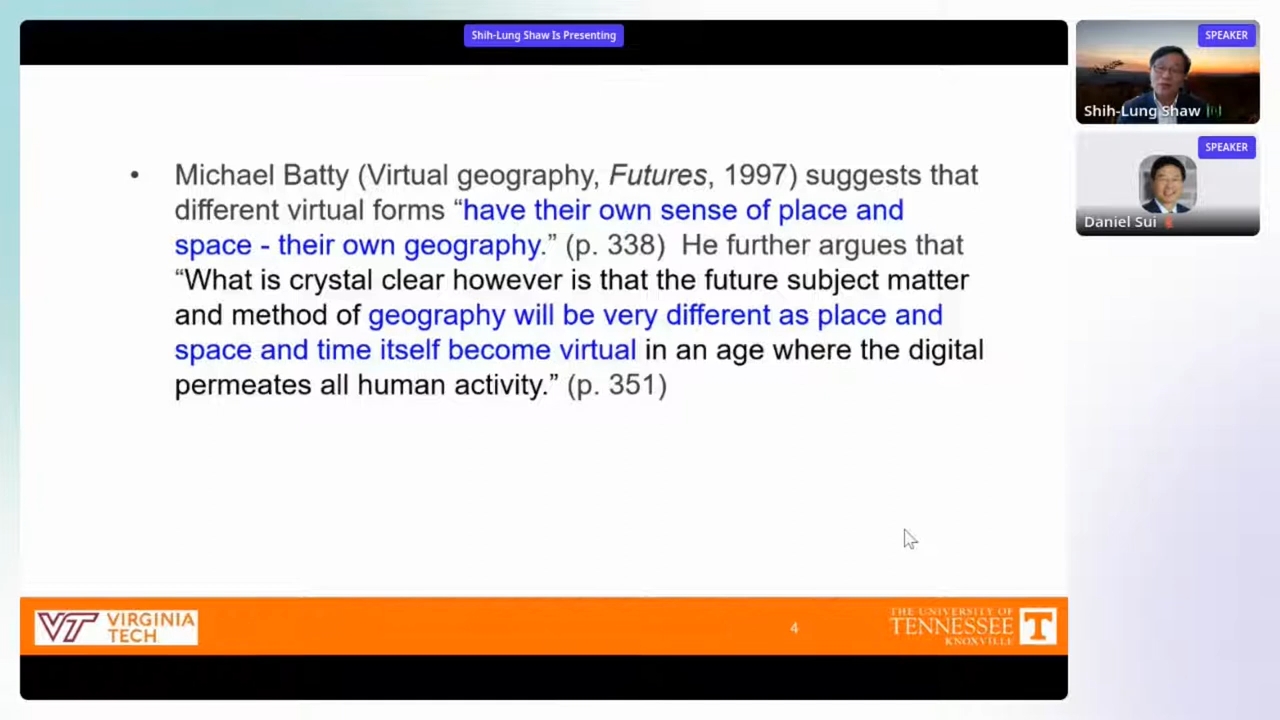 Shih-Lung Shaw Is Presenting
SPEAKER
Shih-Lung Shaw
SPEAKER
Daniel Sui
• Michael Batty (Virtual geography, Futures, 1997) suggests that
different virtual forms “have their own sense of place and
space - their own geography.” (p. 338)  He further argues that
“What is crystal clear however is that the future subject matter
and method of geography will be very different as place and
space and time itself become virtual in an age where the digital
permeates all human activity.” (p. 351)
VT VIRGINIA
TECH
4
THE UNIVERSITY OF
TENNESSEE
KNOXVILLE
T